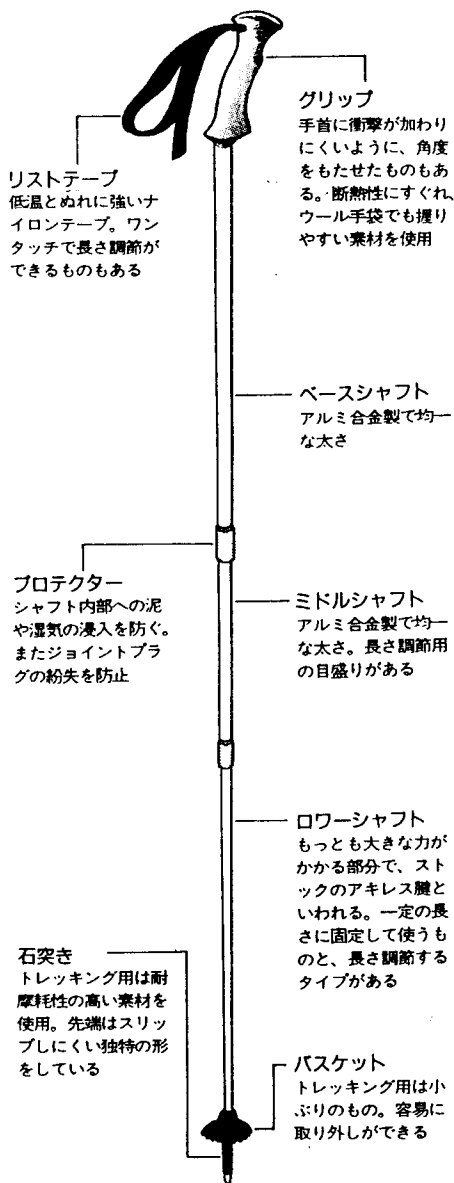 グリップ
手首に衝撃が加わり
にくいように、角度
をもたせたものもあ
る。断熱性にすぐれ、
ウール手袋でも握り
やすい素材を使用
リストテープ
低温とぬれに強いナ
イロンテープ。ワン
タッチで長さ調節が
できるものもある
ベースシャフト
アルミ合金製で均一
な太さ
プロテクター
シャフト内部への泥
や湿気の浸入を防ぐ。
またジョイントプラ
グの紛失を防止
ミドルシャフト
アルミ合金製で均一
な太さ。長さ調節用
の目盛りがある
ロワーシャフト
もっとも大きな力が
かかる部分で、スト
ックのアキレス腱と
いわれる。一定の長
さに固定して使うも
のと、長さ調節する
タイプがある
石突き
トレッキング用は耐
摩耗性の高い素材を
使用。先端はスリッ
プしにくい独特の形
をしている
バスケット
トレッキング用は小
ぶりのもの。容易に
取り外しができる